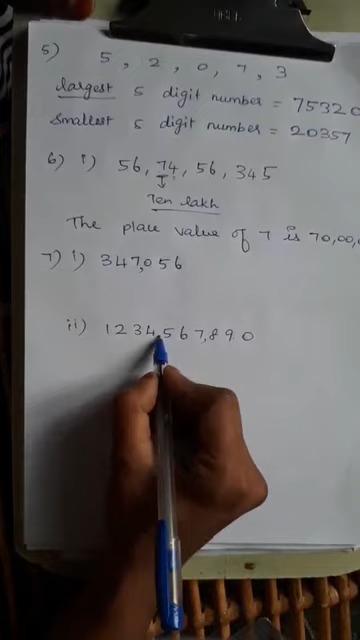 5) 5, 2, 0, 7, 3
largest 5 digit number = 75320
smallest 5 digit number = 20357
6) i) 56, 74, 56, 345
Ten lakh
The place value of 7 is 70,00,
7) i) 347,056
ii) 1234,567,890